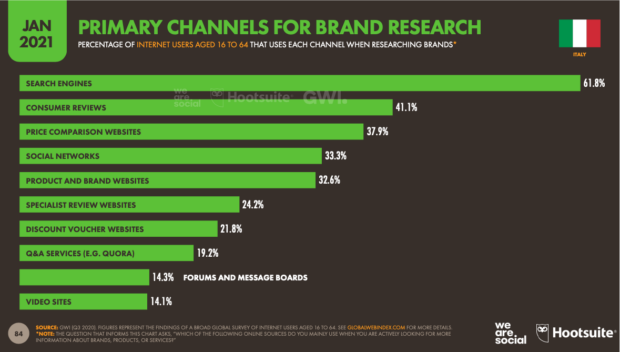 JAN
2021
PRIMARY CHANNELS FOR BRAND RESEARCH
PERCENTAGE OF INTERNET USERS AGED 16 TO 64 THAT USES EACH CHANNEL WHEN RESEARCHING BRANDS*
ITALY
SEARCH ENGINES 61.8%
we are. social Hootsuite GWI.
CONSUMER REVIEWS 41.1%
PRICE COMPARISON WEBSITES 37.9%
SOCIAL NETWORKS 33.3%
PRODUCT AND BRAND WEBSITES 32.6%
SPECIALIST REVIEW WEBSITES 24.2%
DISCOUNT VOUCHER WEBSITES 21.8%
Q&A SERVICES (E.G. QUORA) 19.2%
14.3% FORUMS AND MESSAGE BOARDS
VIDEO SITES 14.1%
84
SOURCE: GWI (Q3 2020). FIGURES REPRESENT THE FINDINGS OF A BROAD GLOBAL SURVEY OF INTERNET USERS AGED 16 TO 64. SEE GLOBALWEBINDEX.COM FOR MORE DETAILS.
*NOTE: THE QUESTION THAT INFORMS THIS CHART ASKS, "WHICH OF THE FOLLOWING ONLINE SOURCES DO YOU MAINLY USE WHEN YOU ARE ACTIVELY LOOKING FOR MORE
INFORMATION ABOUT BRANDS, PRODUCTS, OR SERVICES?"
we
are.
social
Hootsuite®